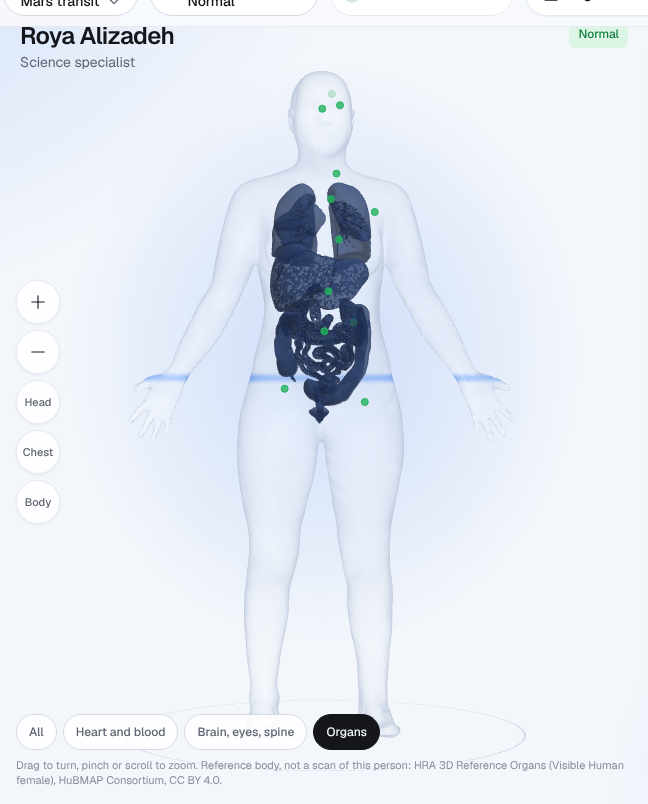 Mars transit
Normal
Roya Alizadeh
Normal
Science specialist
Head
Chest
Body
All
Heart and blood
Brain, eyes, spine
Organs
Drag to turn, pinch or scroll to zoom. Reference body, not a scan of this person: HRA 3D Reference Organs (Visible Human
female), HuBMAP Consortium, CC BY 4.0.